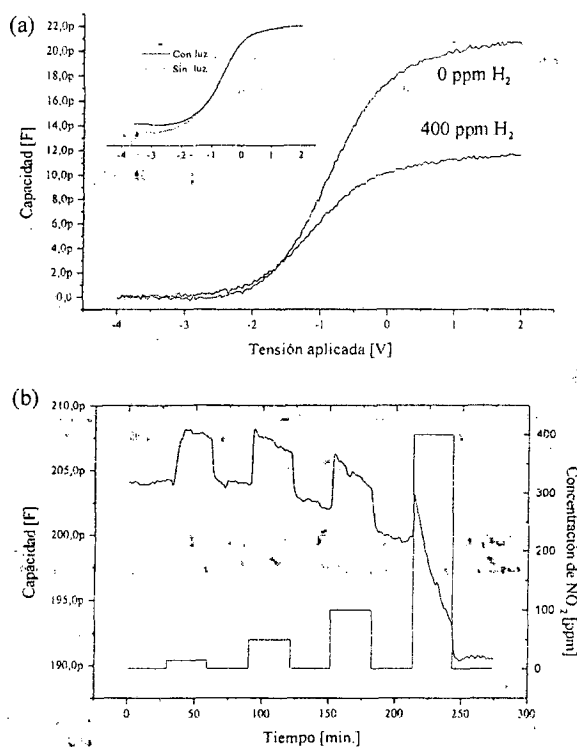 (a)
Capacidad [F]
22,0p
20,0p
18,0p
16,0p
14,0p
12,0p
10,0p
8,0p
6,0p
4,0p
2,0p
0,0
Con luz
Sin luz
-4 -3 -2 -1 0 1 2
0 ppm H2
400 ppm H2
-4 -3 -2 -1 0 1 2
Tensión aplicada [V]
(b)
Capacidad [F]
210,0p
205,0p
200,0p
195,0p
190,0p
400
300
200
100
0
Concentración de NO2 [ppm]
0 50 100 150 200 250 300
Tiempo [min.]